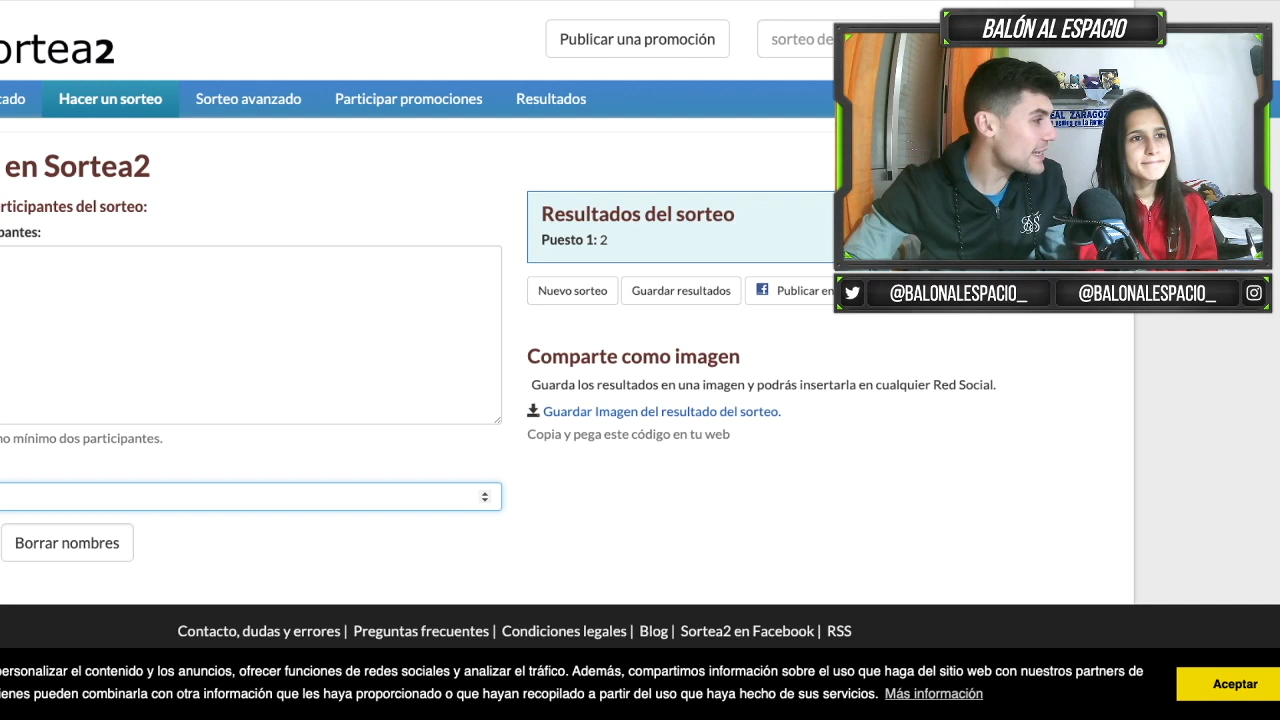 ortea2
Publicar una promoción
sorteo de
BALÓN AL ESPACIO
cado
Hacer un sorteo
Sorteo avanzado
Participar promociones
Resultados
EAL ZARAGOZ
en Sortea2
rticipantes del sorteo:
pantes:
Resultados del sorteo
Puesto 1: 2
Nuevo sorteo
Guardar resultados
Publicar en
@BALONALESPACIO_
@BALONALESPACIO_
Comparte como imagen
Guarda los resultados en una imagen y podrás insertarla en cualquier Red Social.
Guardar Imagen del resultado del sorteo.
Copia y pega este código en tu web
mo mínimo dos participantes.
Borrar nombres
Contacto, dudas y errores | Preguntas frecuentes | Condiciones legales | Blog | Sortea2 en Facebook | RSS
personalizar el contenido y los anuncios, ofrecer funciones de redes sociales y analizar el tráfico. Además, compartimos información sobre el uso que haga del sitio web con nuestros partners de
ienes pueden combinarla con otra información que les haya proporcionado o que hayan recopilado a partir del uso que haya hecho de sus servicios. Más información
Aceptar